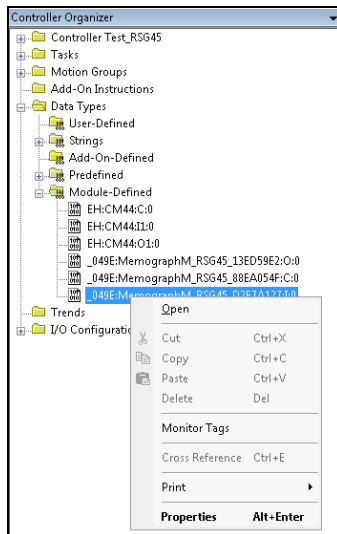 Controller Organizer
Controller Test_RSG45
Tasks
Motion Groups
Add-On Instructions
Data Types
User-Defined
Strings
Add-On-Defined
Predefined
Module-Defined
EH:CM44:C:0
EH:CM44:I1:0
EH:CM44:O1:0
_049E:MemographM_RSG45_13ED59E2:O:0
_049E:MemographM_RSG45_88EA054F:C:0
_049E:MemographM_RSG45_D2F7A127:I:0
Trends
I/O Configuratio
Open
Cut Ctrl+X
Copy Ctrl+C
Paste Ctrl+V
Delete Del
Monitor Tags
Cross Reference Ctrl+E
Print
Properties Alt+Enter